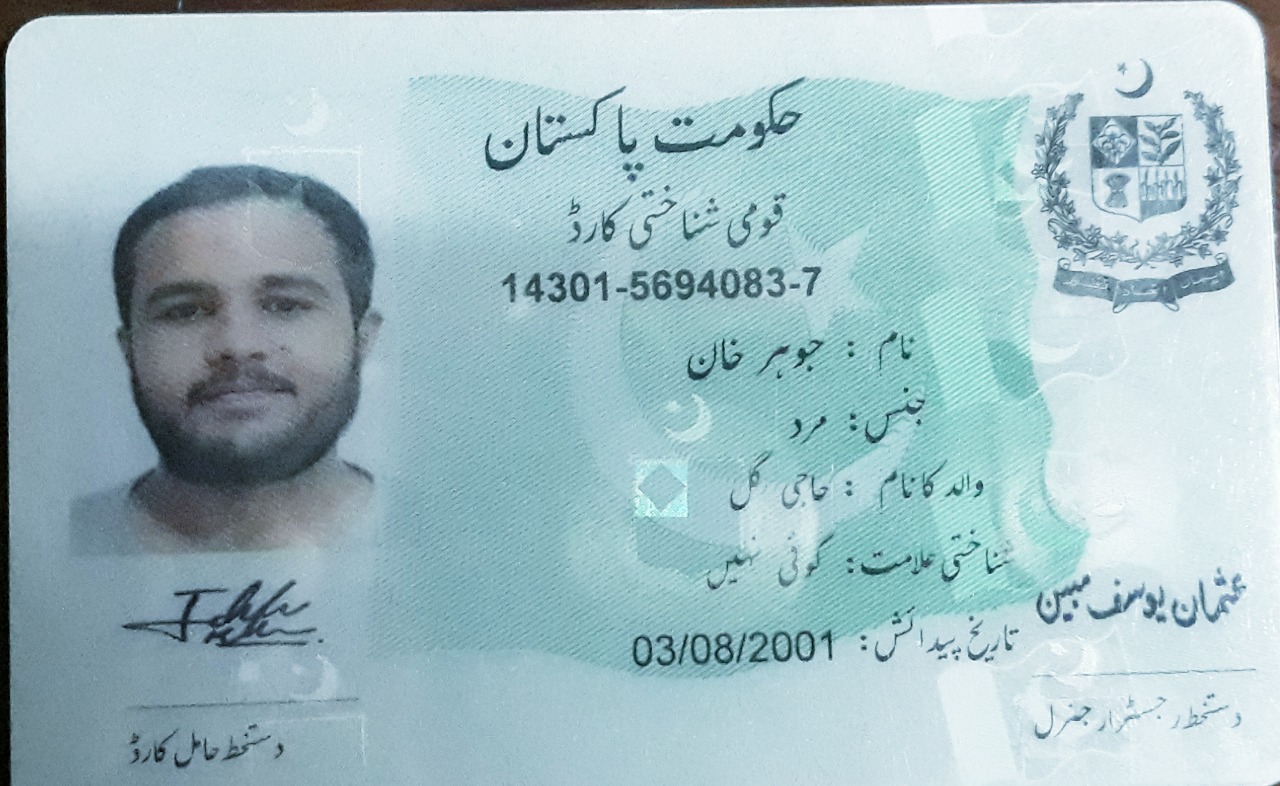 حکومت پاکستان
قومی شناختی کارڈ
14301-5694083-7
نام : جوہر خان
جنس: مرد
والد کا نام : حاجی گل
شناختی علامت: کوئی نہیں
تاریخ پیدائش: 03/08/2001
عثمان یوسف مبین
دستخط رجسٹرار جنرل
دستخط حامل کارڈ